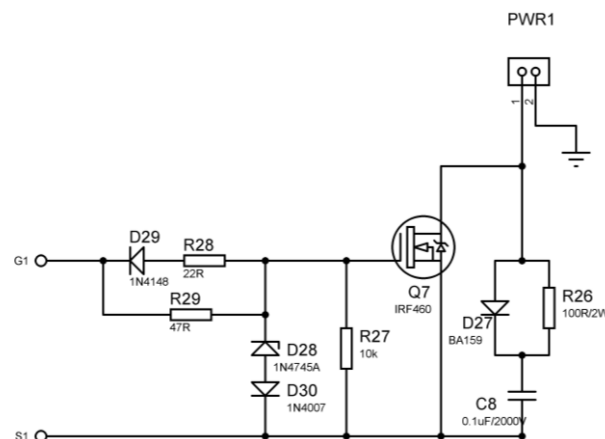 PWR1
1
2
D29
R28
G1
1N4148
22R
R29
47R
Q7
IRF460
D28
1N4745A
R27
10k
D30
1N4007
D27
BA159
R26
100R/2W
C8
0.1uF/2000V
S1